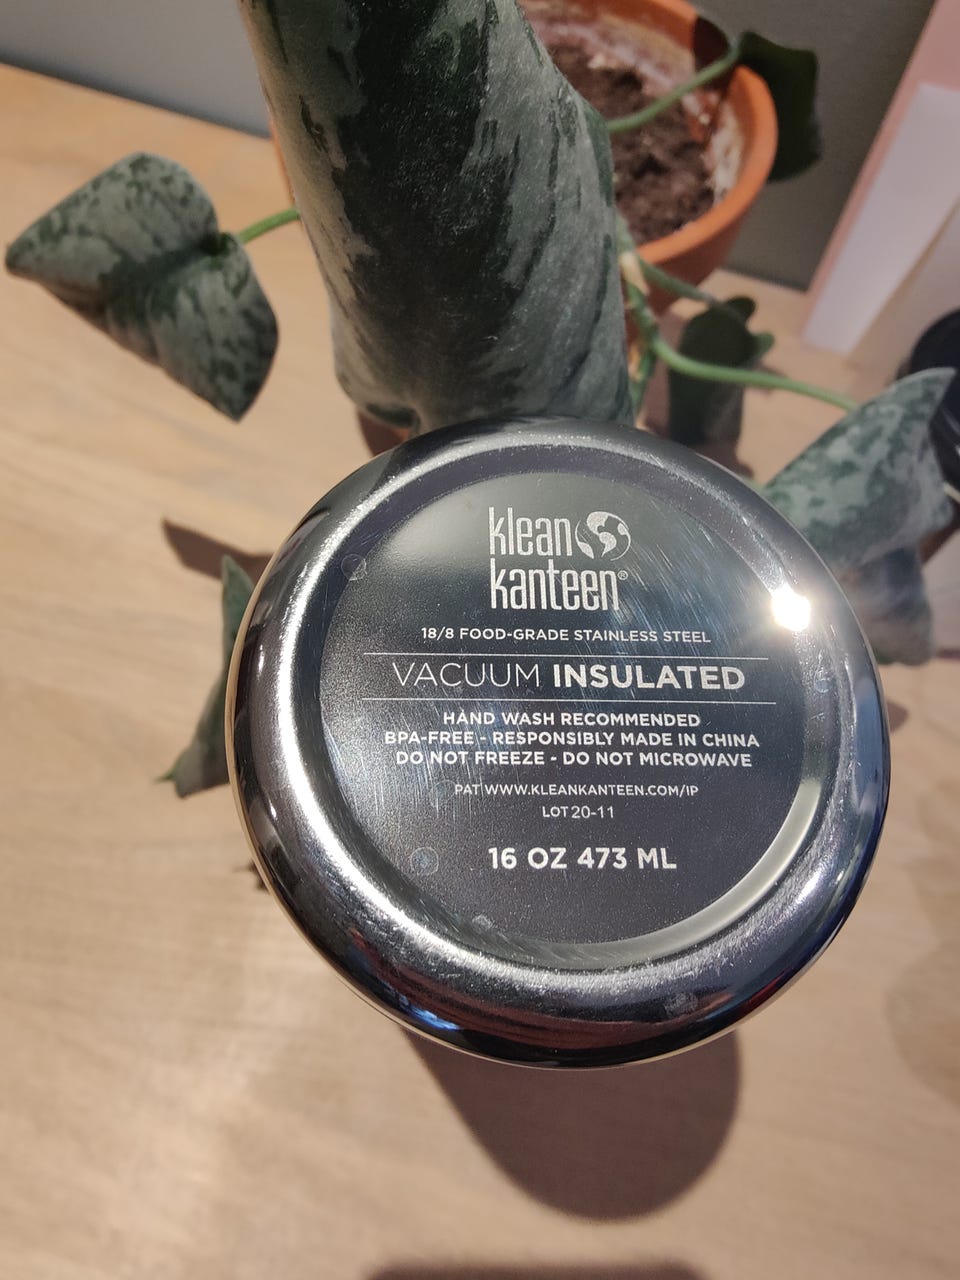 klean
kanteen®
18/8 FOOD-GRADE STAINLESS STEEL
VACUUM INSULATED
HAND WASH RECOMMENDED
BPA-FREE - RESPONSIBLY MADE IN CHINA
DO NOT FREEZE - DO NOT MICROWAVE
PAT WWW.KLEANKANTEEN.COM/IP
LOT 20-11
16 OZ 473 ML